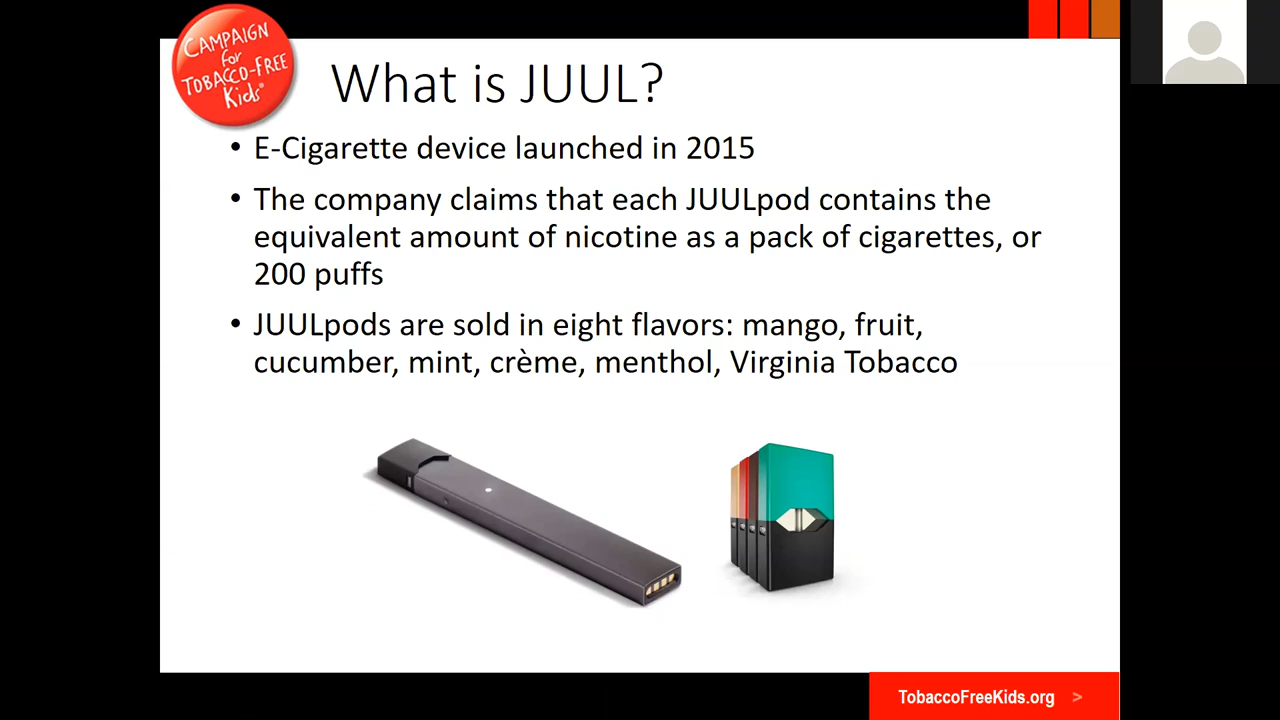 CAMPAIGN
for
TOBACCO-FREE
Kids®
What is JUUL?
• E-Cigarette device launched in 2015
• The company claims that each JUULpod contains the
equivalent amount of nicotine as a pack of cigarettes, or
200 puffs
• JUULpods are sold in eight flavors: mango, fruit,
cucumber, mint, crème, menthol, Virginia Tobacco
TobaccoFreeKids.org >